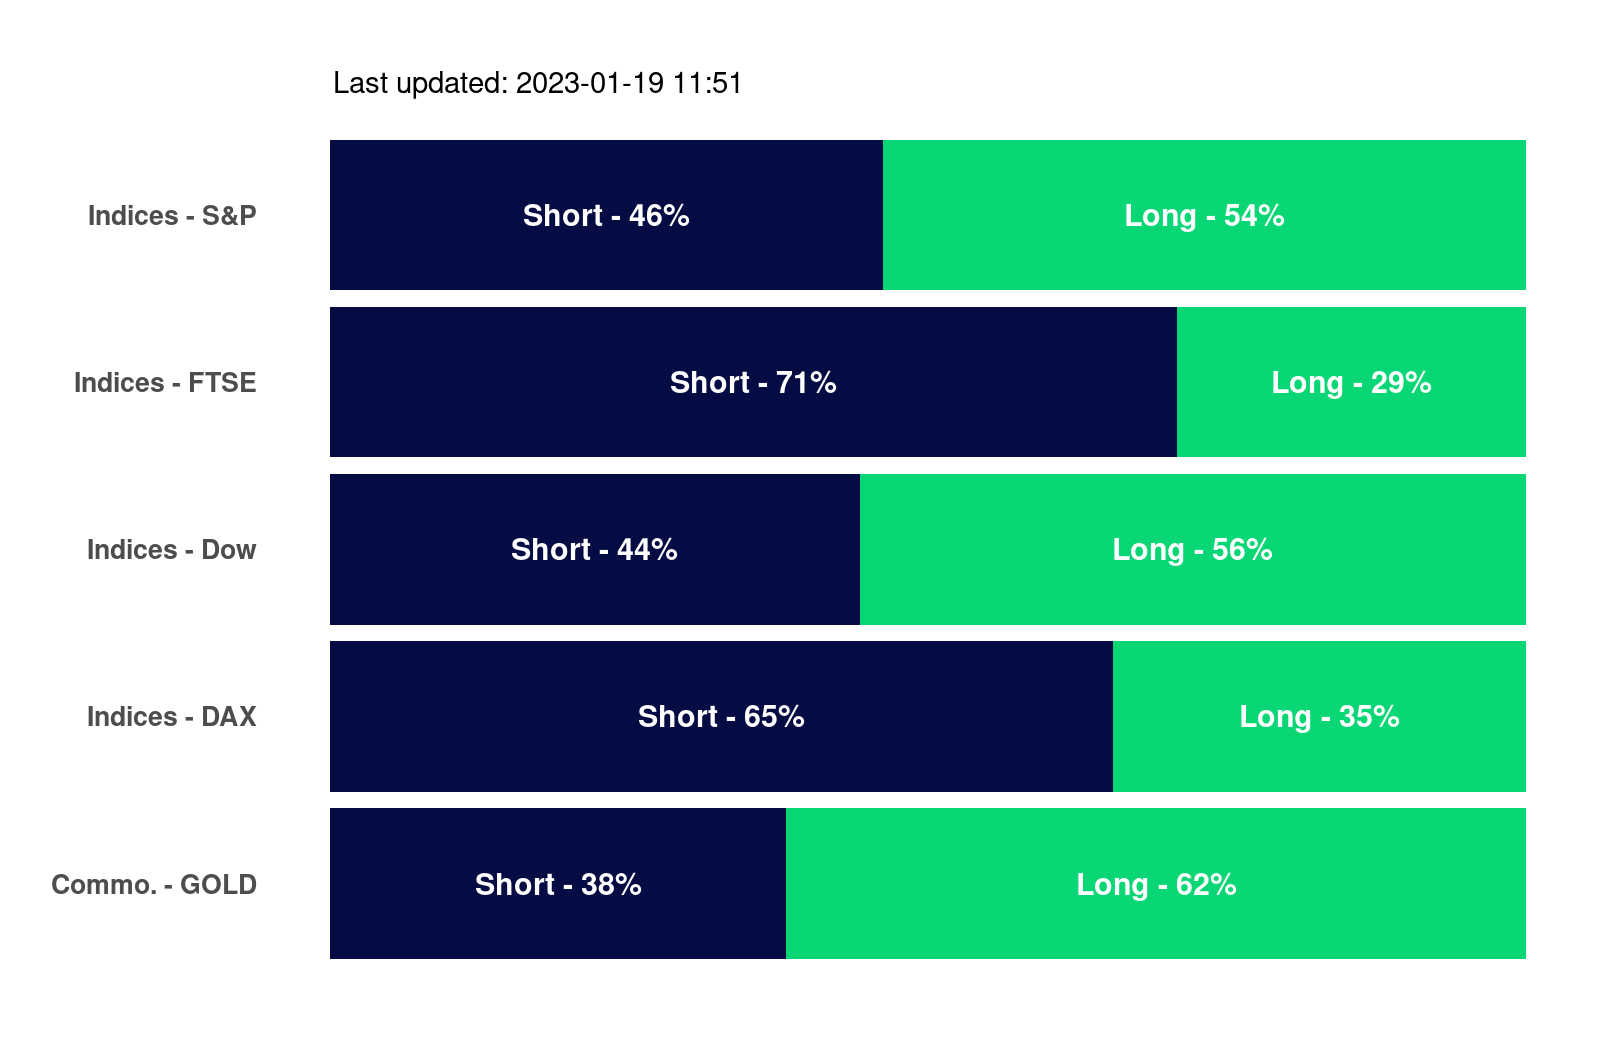 Last updated: 2023-01-19 11:51
Indices - S&P
Short - 46%
Long - 54%
Indices - FTSE
Short - 71%
Long - 29%
Indices - Dow
Short - 44%
Long - 56%
Indices - DAX
Short - 65%
Long - 35%
Commo. - GOLD
Short - 38%
Long - 62%